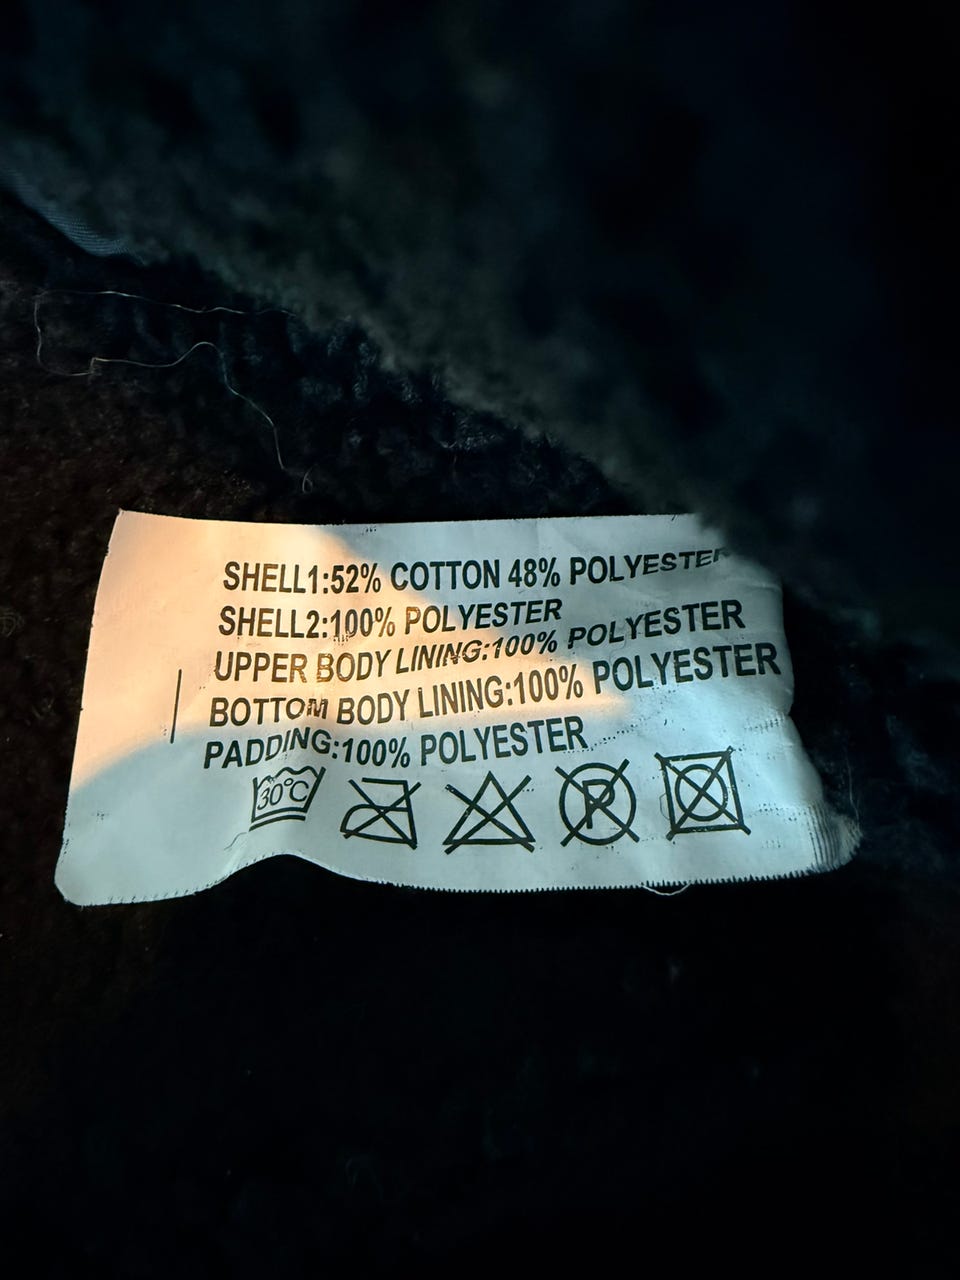 SHELL1:52% COTTON 48% POLYESTER
SHELL2:100% POLYESTER
UPPER BODY LINING:100% POLYESTER
BOTTOM BODY LINING:100% POLYESTER
PADDING:100% POLYESTER
30°C P